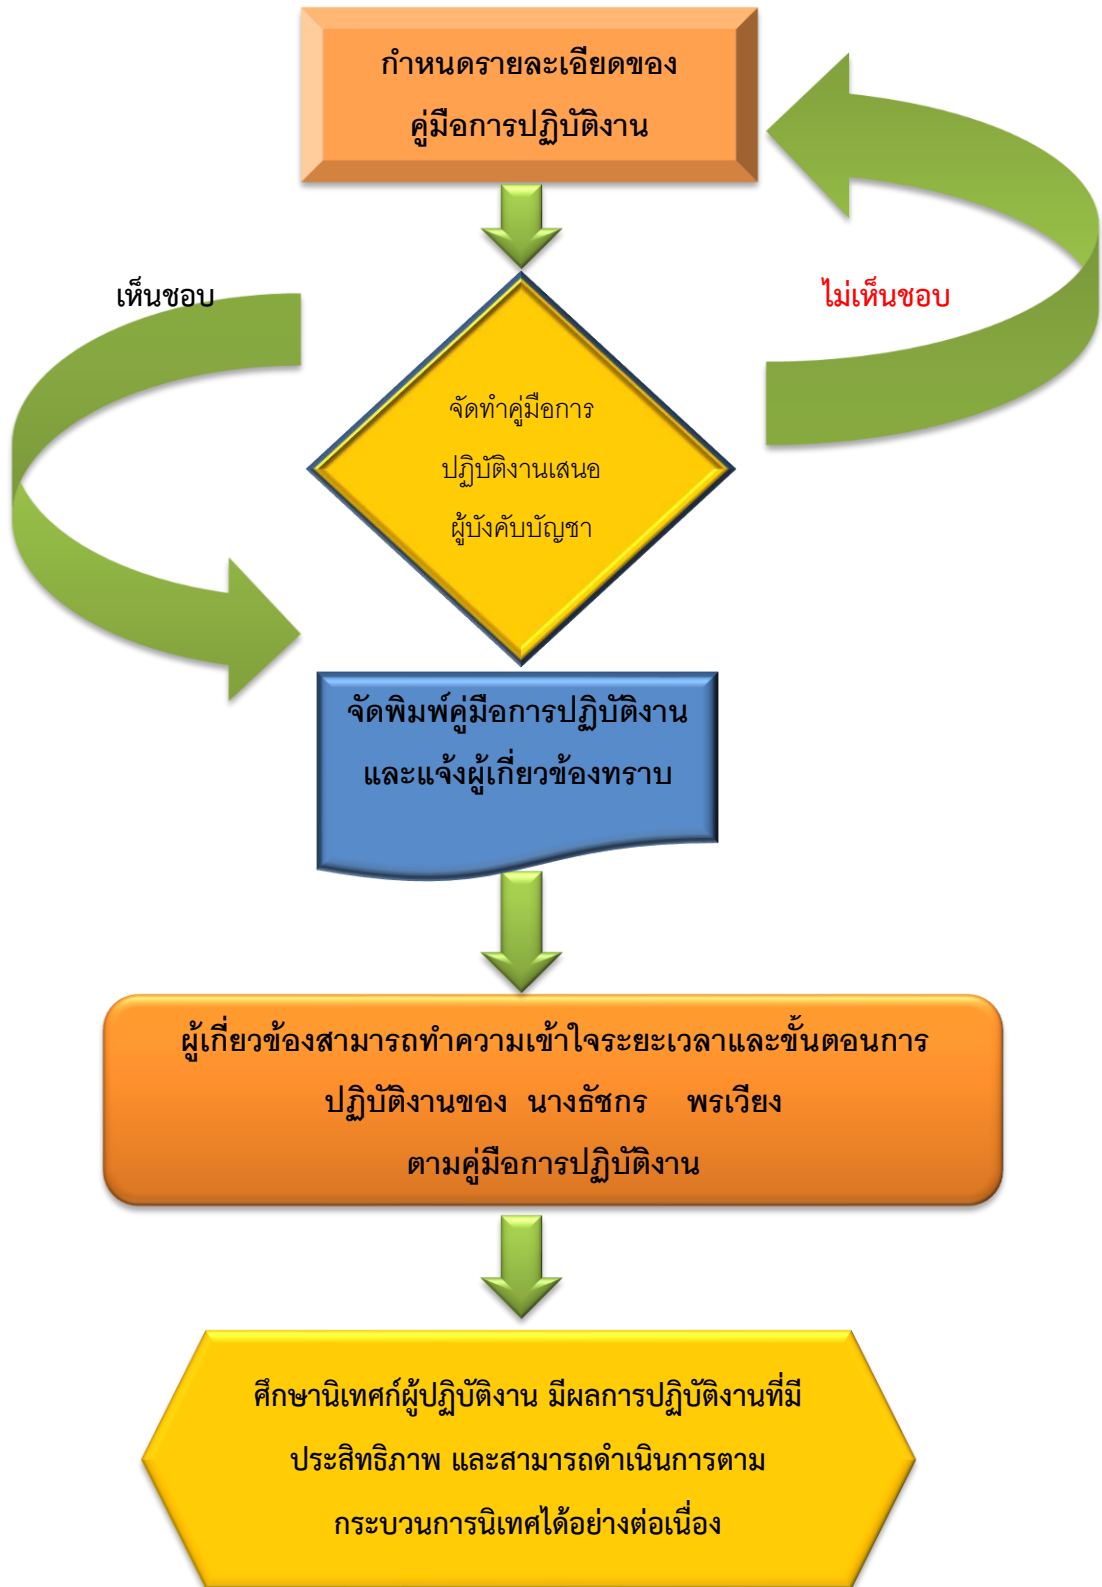 กำหนดรายละเอียดของ
คู่มือการปฏิบัติงาน
เห็นชอบ
ไม่เห็นชอบ
จัดทำคู่มือการ
ปฏิบัติงานเสนอ
ผู้บังคับบัญชา
จัดพิมพ์คู่มือการปฏิบัติงาน
และแจ้งผู้เกี่ยวข้องทราบ
ผู้เกี่ยวข้องสามารถทำความเข้าใจระยะเวลาและขั้นตอนการ
ปฏิบัติงานของ นางธัชกร พรเวียง
ตามคู่มือการปฏิบัติงาน
ศึกษานิเทศก์ผู้ปฏิบัติงาน มีผลการปฏิบัติงานที่มี
ประสิทธิภาพ และสามารถดำเนินการตาม
กระบวนการนิเทศได้อย่างต่อเนื่อง